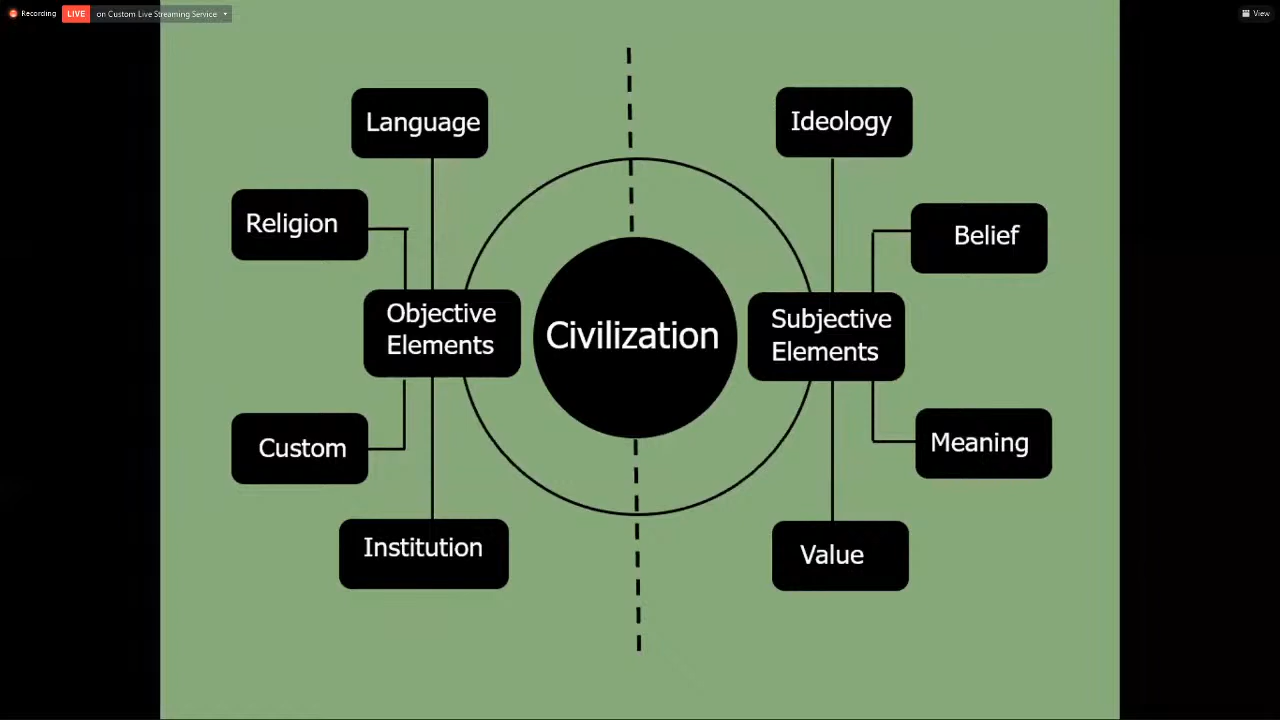 Recording
LIVE
on Custom Live Streaming Service
View
Language
Ideology
Religion
Belief
Objective
Elements
Civilization
Subjective
Elements
Custom
Meaning
Institution
Value